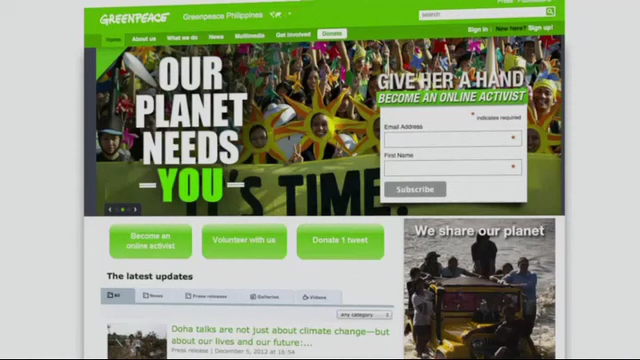 Press
GREENPEACE Greenpeace Philippines
search
Sign in New here? Sign up!
Home About us What we do News Multimedia Get involved Donate
OUR
PLANET
NEEDS
YOU
GIVE HER A HAND
BECOME AN ONLINE ACTIVIST
* indicates required
Email Address
*
First Name
*
Subscribe
IT'S TIME!
Become an
online activist
Volunteer with us
Donate 1 tweet
We share our planet
The latest updates
All News Press releases Galleries Videos
any category
Doha talks are not just about climate change—but
about our lives and our future:...
Press release | December 5, 2012 at 16:54